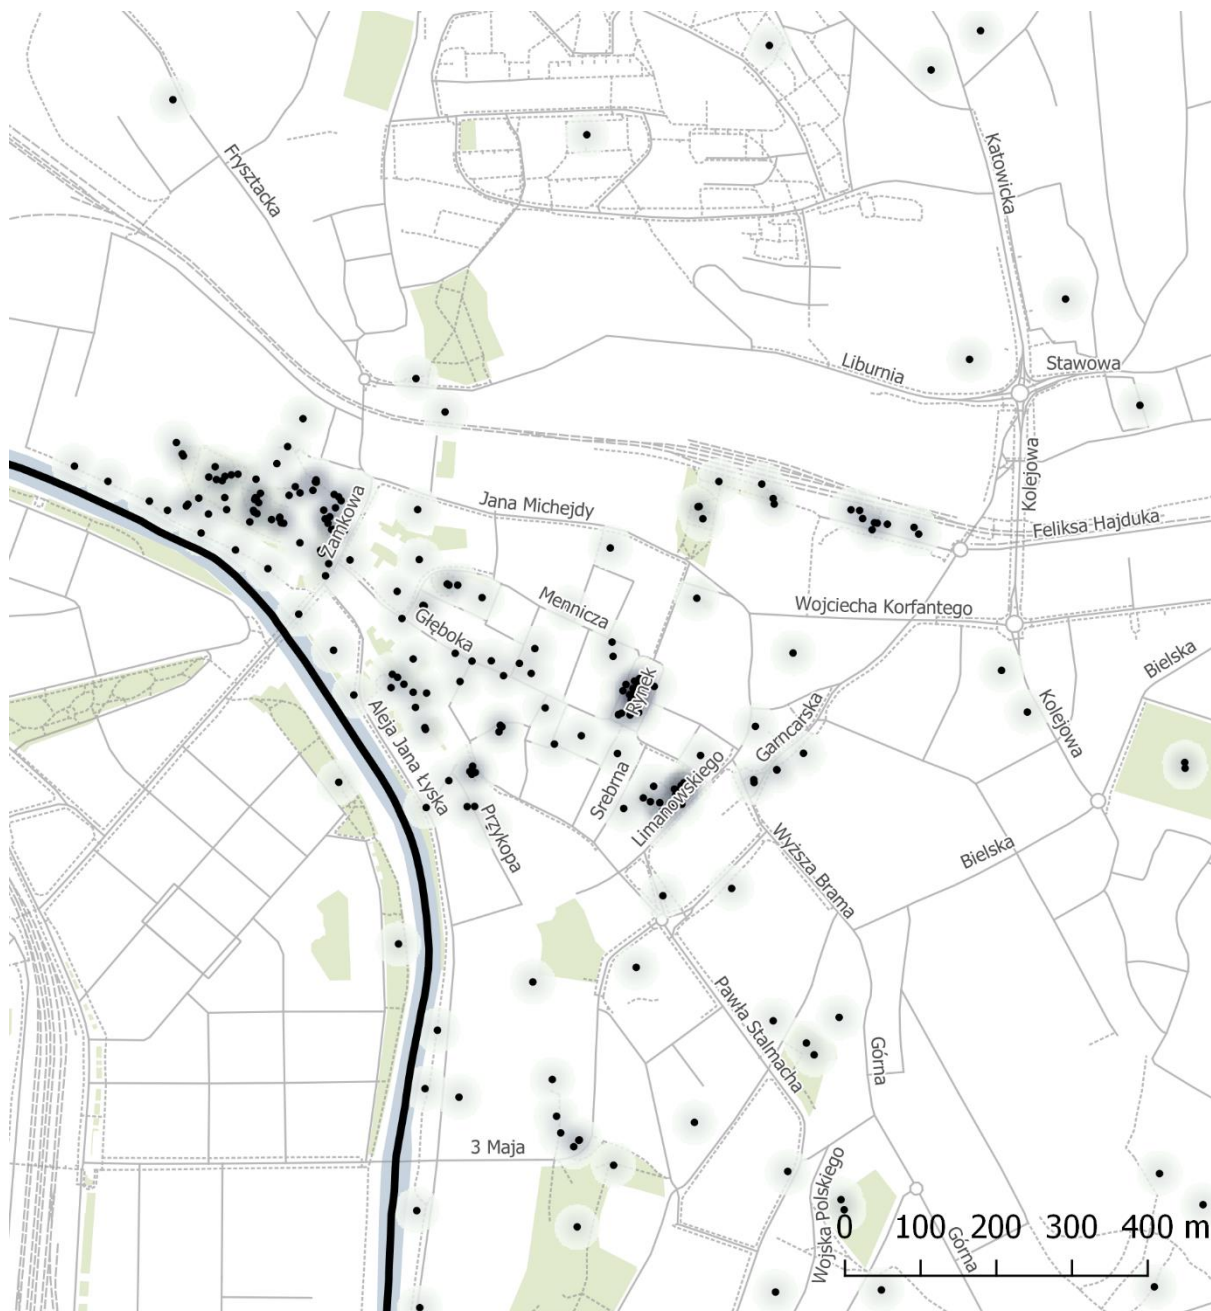 Frysztacka
Katowicka
Liburnia
Stawowa
Kolejowa
Zamkowa
Jana Michejdy
Feliksa Hajduka
Mennicza
Wojciecha Korfantego
Głęboka
Bielska
Rynek
Kolejowa
Garncarska
Aleja Jana Łyska
Srebrna
Limanowskiego
Przykopa
Wyższa Brama
Bielska
Pawła Stalmacha
Górna
3 Maja
Wojska Polskiego
Górna
0 100 200 300 400 m